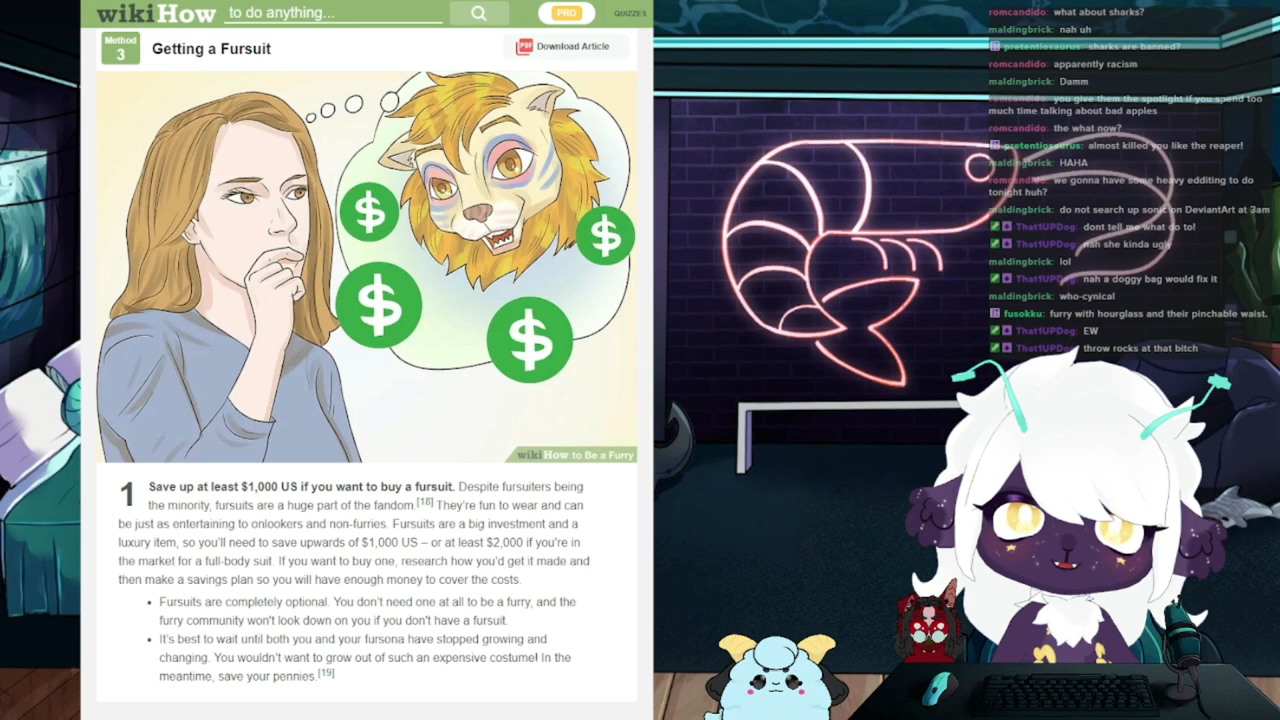 wikiHow to do anything...
PRO
QUIZZES
Method
3
Getting a Fursuit
PDF Download Article
$
$
$
$
wikiHow to Be a Furry
1 Save up at least $1,000 US if you want to buy a fursuit. Despite fursuiters being
the minority, fursuits are a huge part of the fandom.[18] They're fun to wear and can
be just as entertaining to onlookers and non-furries. Fursuits are a big investment and a
luxury item, so you'll need to save upwards of $1,000 US – or at least $2,000 if you're in
the market for a full-body suit. If you want to buy one, research how you'd get it made and
then make a savings plan so you will have enough money to cover the costs.
• Fursuits are completely optional. You don't need one at all to be a furry, and the
furry community won't look down on you if you don't have a fursuit.
• It's best to wait until both you and your fursona have stopped growing and
changing. You wouldn't want to grow out of such an expensive costume! In the
meantime, save your pennies.[19]
romcandido: what about sharks?
maldingbrick: nah uh
pretentiosaurus: sharks are banned?
romcandido: apparently racism
maldingbrick: Damm
romcandido: you give them the spotlight if you spend too
much time talking about bad apples
romcandido: the what now?
pretentiosaurus: almost killed you like the reaper!
maldingbrick: HAHA
romcandido: we gonna have some heavy edditing to do
tonight huh?
maldingbrick: do not search up sonic on DeviantArt at 3am
That1UPDog: dont tell me what do to!
That1UPDog: nah she kinda ugly
maldingbrick: lol
That1UPDog: nah a doggy bag would fix it
maldingbrick: who-cynical
fusokku: furry with hourglass and their pinchable waist.
That1UPDog: EW
That1UPDog: throw rocks at that bitch